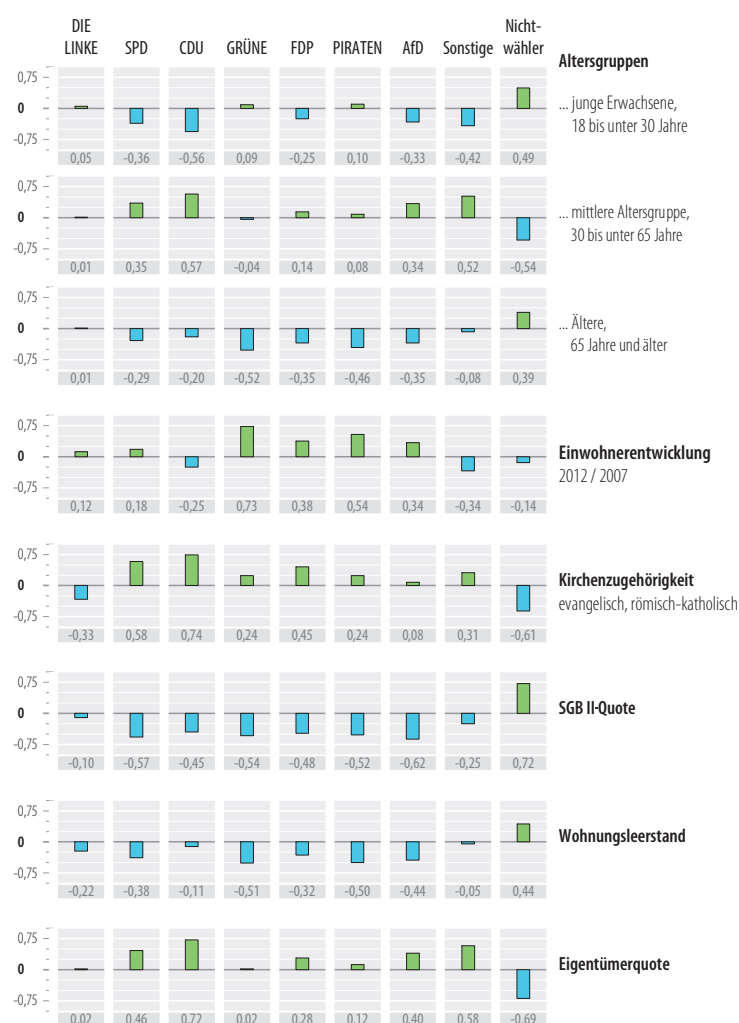 DIE LINKE SPD CDU GRÜNE FDP PIRATEN AfD Sonstige Nicht-wähler
Altersgruppen
0,75
0
-0,75
... junge Erwachsene,
18 bis unter 30 Jahre
0,05 -0,36 -0,56 0,09 -0,25 0,10 -0,33 -0,42 0,49
0,75
0
-0,75
... mittlere Altersgruppe,
30 bis unter 65 Jahre
0,01 0,35 0,57 -0,04 0,14 0,08 0,34 0,52 -0,54
0,75
0
-0,75
... Ältere,
65 Jahre und älter
0,01 -0,29 -0,20 -0,52 -0,35 -0,46 -0,35 -0,08 0,39
0,75
0
-0,75
Einwohnerentwicklung
2012 / 2007
0,12 0,18 -0,25 0,73 0,38 0,54 0,34 -0,34 -0,14
0,75
0
-0,75
Kirchenzugehörigkeit
evangelisch, römisch-katholisch
-0,33 0,58 0,74 0,24 0,45 0,24 0,08 0,31 -0,61
0,75
0
-0,75
SGB II-Quote
-0,10 -0,57 -0,45 -0,54 -0,48 -0,52 -0,62 -0,25 0,72
0,75
0
-0,75
Wohnungsleerstand
-0,22 -0,38 -0,11 -0,51 -0,32 -0,50 -0,44 -0,05 0,44
0,75
0
-0,75
Eigentümerquote
0,02 0,46 0,72 0,02 0,28 0,12 0,40 0,58 -0,69